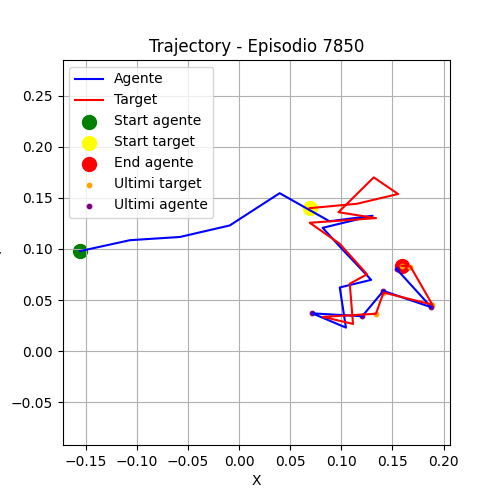 Trajectory - Episodio 7850
Agente
Target
Start agente
Start target
End agente
Ultimi target
Ultimi agente
0.25
0.20
0.15
0.10
0.05
0.00
−0.05
−0.15
−0.10
−0.05
0.00
0.05
0.10
0.15
0.20
X